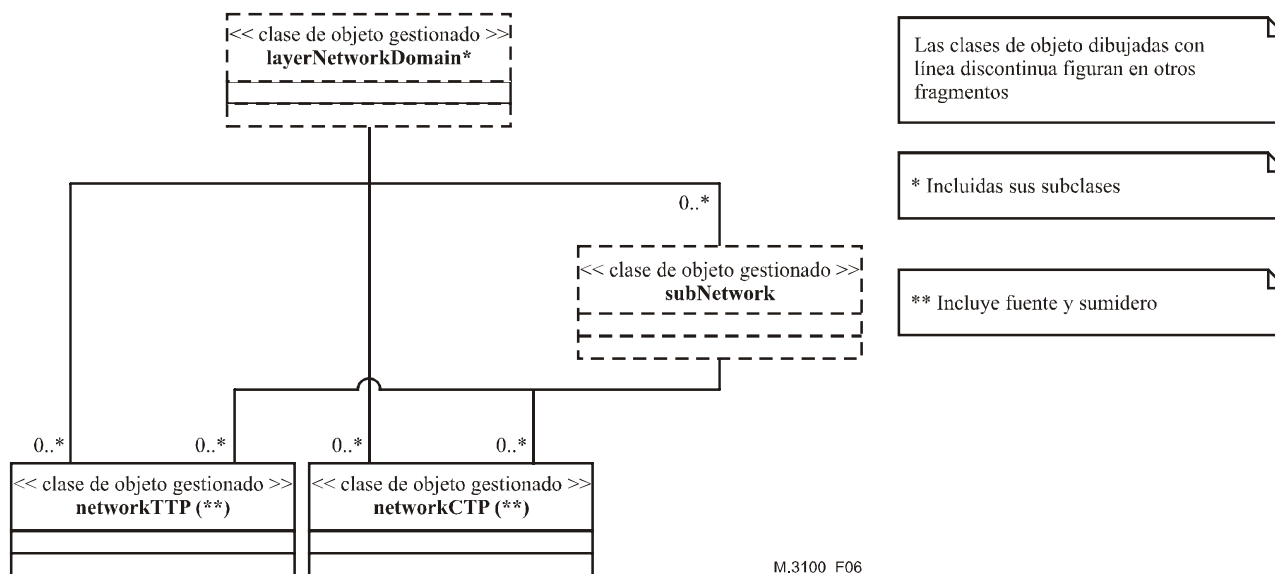 << clase de objeto gestionado >>
layerNetworkDomain*
Las clases de objeto dibujadas con
línea discontinua figuran en otros
fragmentos
* Incluidas sus subclases
0..*
<< clase de objeto gestionado >>
subNetwork
** Incluye fuente y sumidero
0..*
0..*
0..*
0..*
<< clase de objeto gestionado >>
networkTTP (**)
<< clase de objeto gestionado >>
networkCTP (**)
M.3100_F06